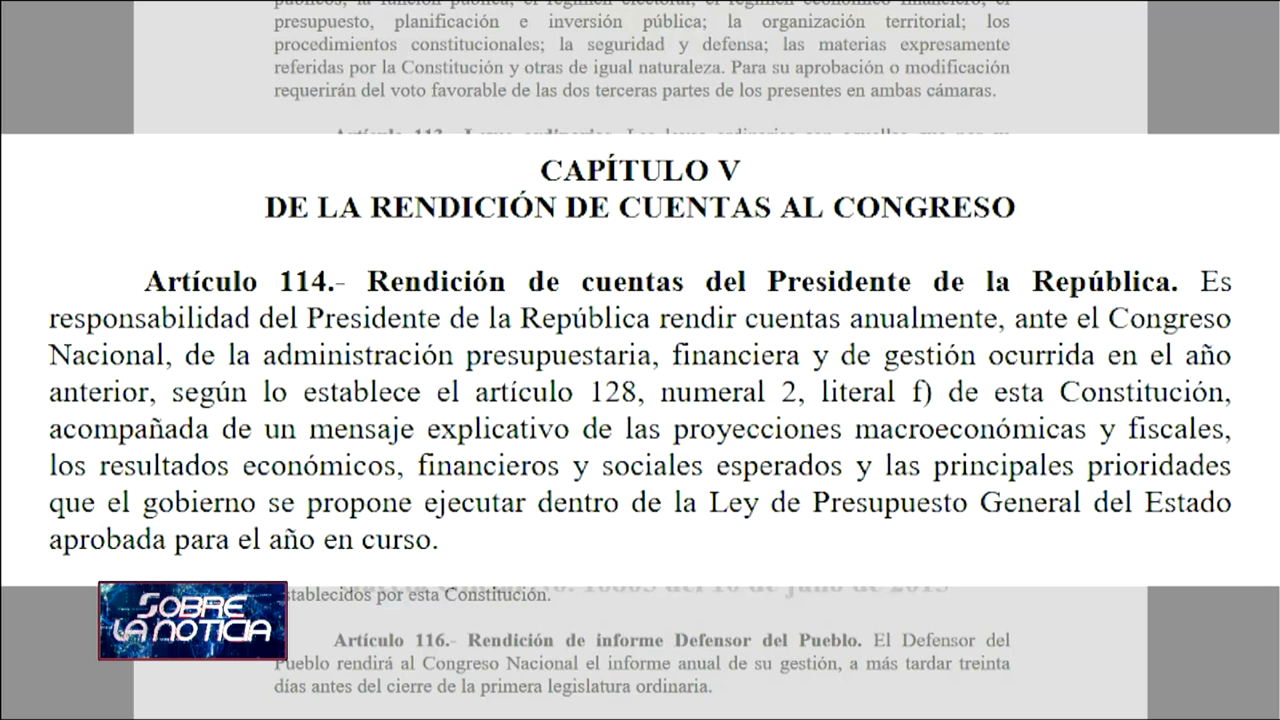 presupuesto, planificación e inversión pública; la organización territorial; los
procedimientos constitucionales; la seguridad y defensa; las materias expresamente
referidas por la Constitución y otras de igual naturaleza. Para su aprobación o modificación
requerirán del voto favorable de las dos terceras partes de los presentes en ambas cámaras.
CAPÍTULO V
DE LA RENDICIÓN DE CUENTAS AL CONGRESO
Artículo 114.- Rendición de cuentas del Presidente de la República. Es
responsabilidad del Presidente de la República rendir cuentas anualmente, ante el Congreso
Nacional, de la administración presupuestaria, financiera y de gestión ocurrida en el año
anterior, según lo establece el artículo 128, numeral 2, literal f) de esta Constitución,
acompañada de un mensaje explicativo de las proyecciones macroeconómicas y fiscales,
los resultados económicos, financieros y sociales esperados y las principales prioridades
que el gobierno se propone ejecutar dentro de la Ley de Presupuesto General del Estado
aprobada para el año en curso.
por esta Constitución.
SOBRE
LA NOTICIA
Artículo 116.- Rendición de informe Defensor del Pueblo. El Defensor del
Pueblo rendirá al Congreso Nacional el informe anual de su gestión, a más tardar treinta
días antes del cierre de la primera legislatura ordinaria.